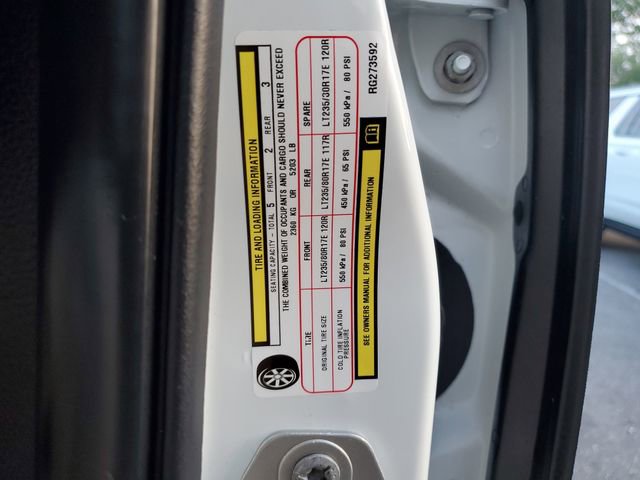 TIRE AND LOADING INFORMATION
SEATING CAPACITY - TOTAL 5 FRONT 2 REAR 3
THE COMBINED WEIGHT OF OCCUPANTS AND CARGO SHOULD NEVER EXCEED
2360 KG OR 5203 LB
TIRE FRONT REAR SPARE
ORIGINAL TIRE SIZE LT235/80R17E 120R LT235/80R17E 117R LT235/80R17E 120R
COLD TIRE INFLATION PRESSURE 550 kPa / 80 PSI 450 kPa / 65 PSI 550 kPa / 80 PSI
SEE OWNERS MANUAL FOR ADDITIONAL INFORMATION
RG273592